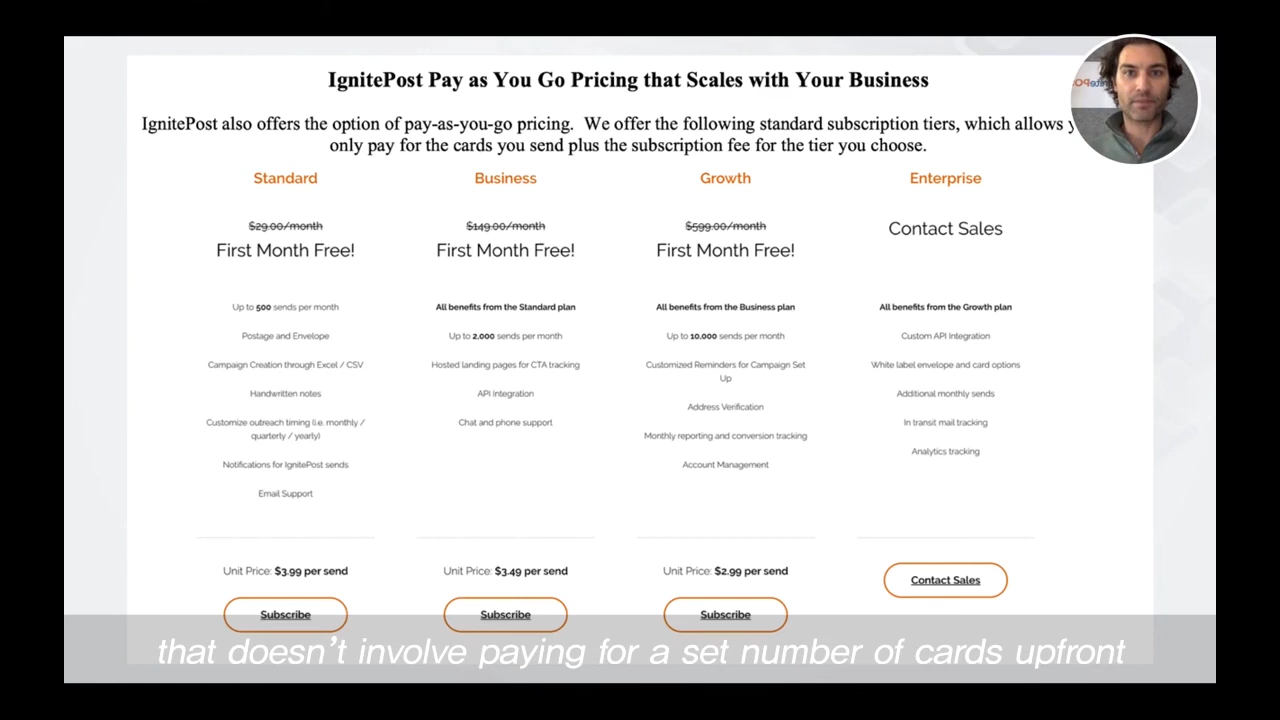 IgnitePost Pay as You Go Pricing that Scales with Your Business
IgnitePost also offers the option of pay-as-you-go pricing. We offer the following standard subscription tiers, which allows
only pay for the cards you send plus the subscription fee for the tier you choose.
Standard
$29.00/month
First Month Free!
Up to 500 sends per month
Postage and Envelope
Campaign Creation through Excel / CSV
Handwritten notes
Customize outreach timing (i.e. monthly /
quarterly / yearly)
Notifications for IgnitePost sends
Email Support
Unit Price: $3.99 per send
Subscribe
Business
$149.00/month
First Month Free!
All benefits from the Standard plan
Up to 2,000 sends per month
Hosted landing pages for CTA tracking
API Integration
Chat and phone support
Unit Price: $3.49 per send
Subscribe
Growth
$599.00/month
First Month Free!
All benefits from the Business plan
Up to 10,000 sends per month
Customized Reminders for Campaign Set
Up
Address Verification
Monthly reporting and conversion tracking
Account Management
Unit Price: $2.99 per send
Subscribe
Enterprise
Contact Sales
All benefits from the Growth plan
Custom API Integration
White label envelope and card options
Additional monthly sends
In transit mail tracking
Analytics tracking
Contact Sales
that doesn't involve paying for a set number of cards upfront